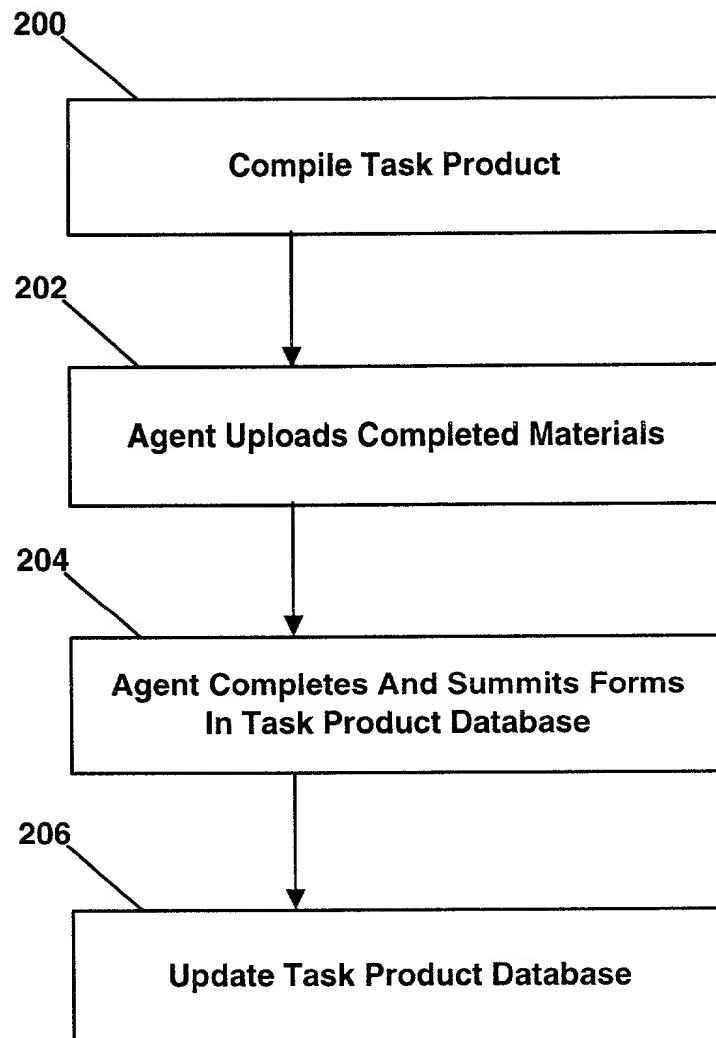 200
Compile Task Product
202
Agent Uploads Completed Materials
204
Agent Completes And Summits Forms
In Task Product Database
206
Update Task Product Database